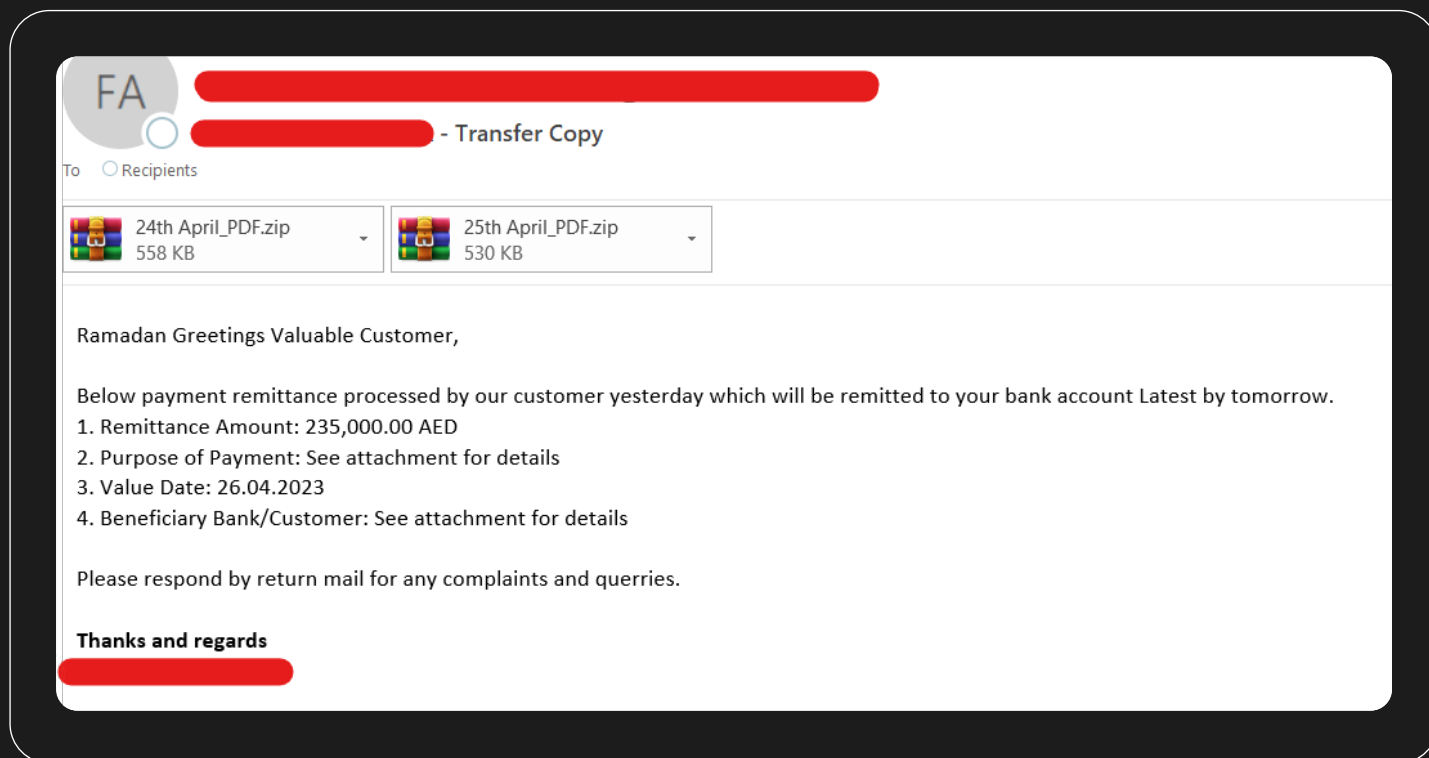 FA
- Transfer Copy
To Recipients
24th April_PDF.zip
558 KB
25th April_PDF.zip
530 KB
Ramadan Greetings Valuable Customer,
Below payment remittance processed by our customer yesterday which will be remitted to your bank account Latest by tomorrow.
1. Remittance Amount: 235,000.00 AED
2. Purpose of Payment: See attachment for details
3. Value Date: 26.04.2023
4. Beneficiary Bank/Customer: See attachment for details
Please respond by return mail for any complaints and querries.
Thanks and regards